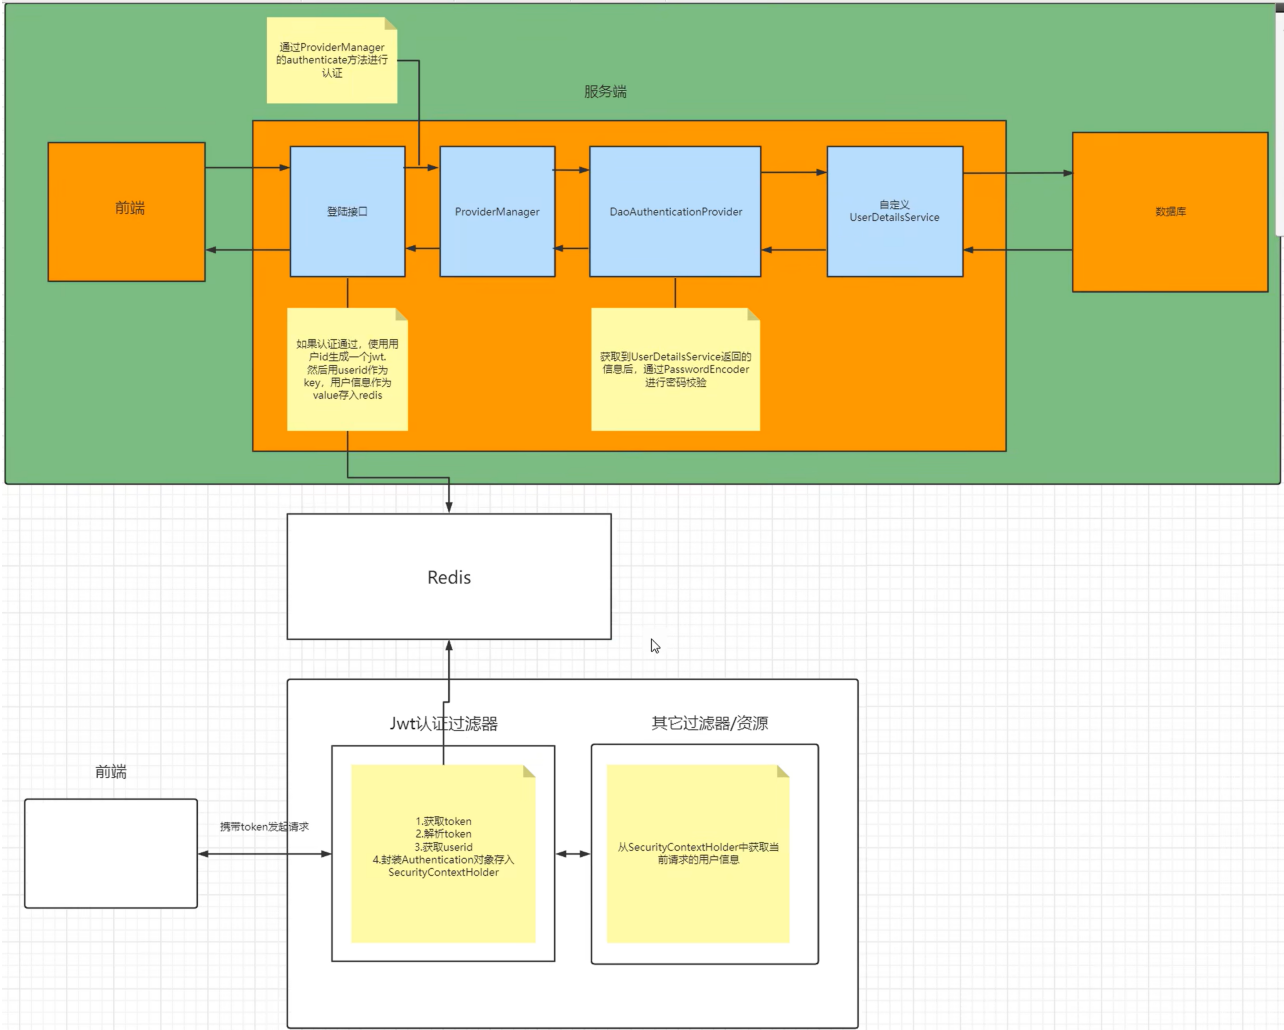 通过ProviderManager
的authenticate方法进行
认证
服务端
前端
登陆接口
ProviderManager
DaoAuthenticationProvider
自定义
UserDetailsService
数据库
如果认证通过，使用用
户id生成一个jwt.
然后用userid作为
key，用户信息作为
value存入redis
获取到UserDetailsService返回的
信息后，通过PasswordEncoder
进行密码校验
Redis
Jwt认证过滤器
其它过滤器/资源
前端
携带token发起请求
1.获取token
2.解析token
3.获取userid
4.封装Authentication对象存入
SecurityContextHolder
从SecurityContextHolder中获取当
前请求的用户信息